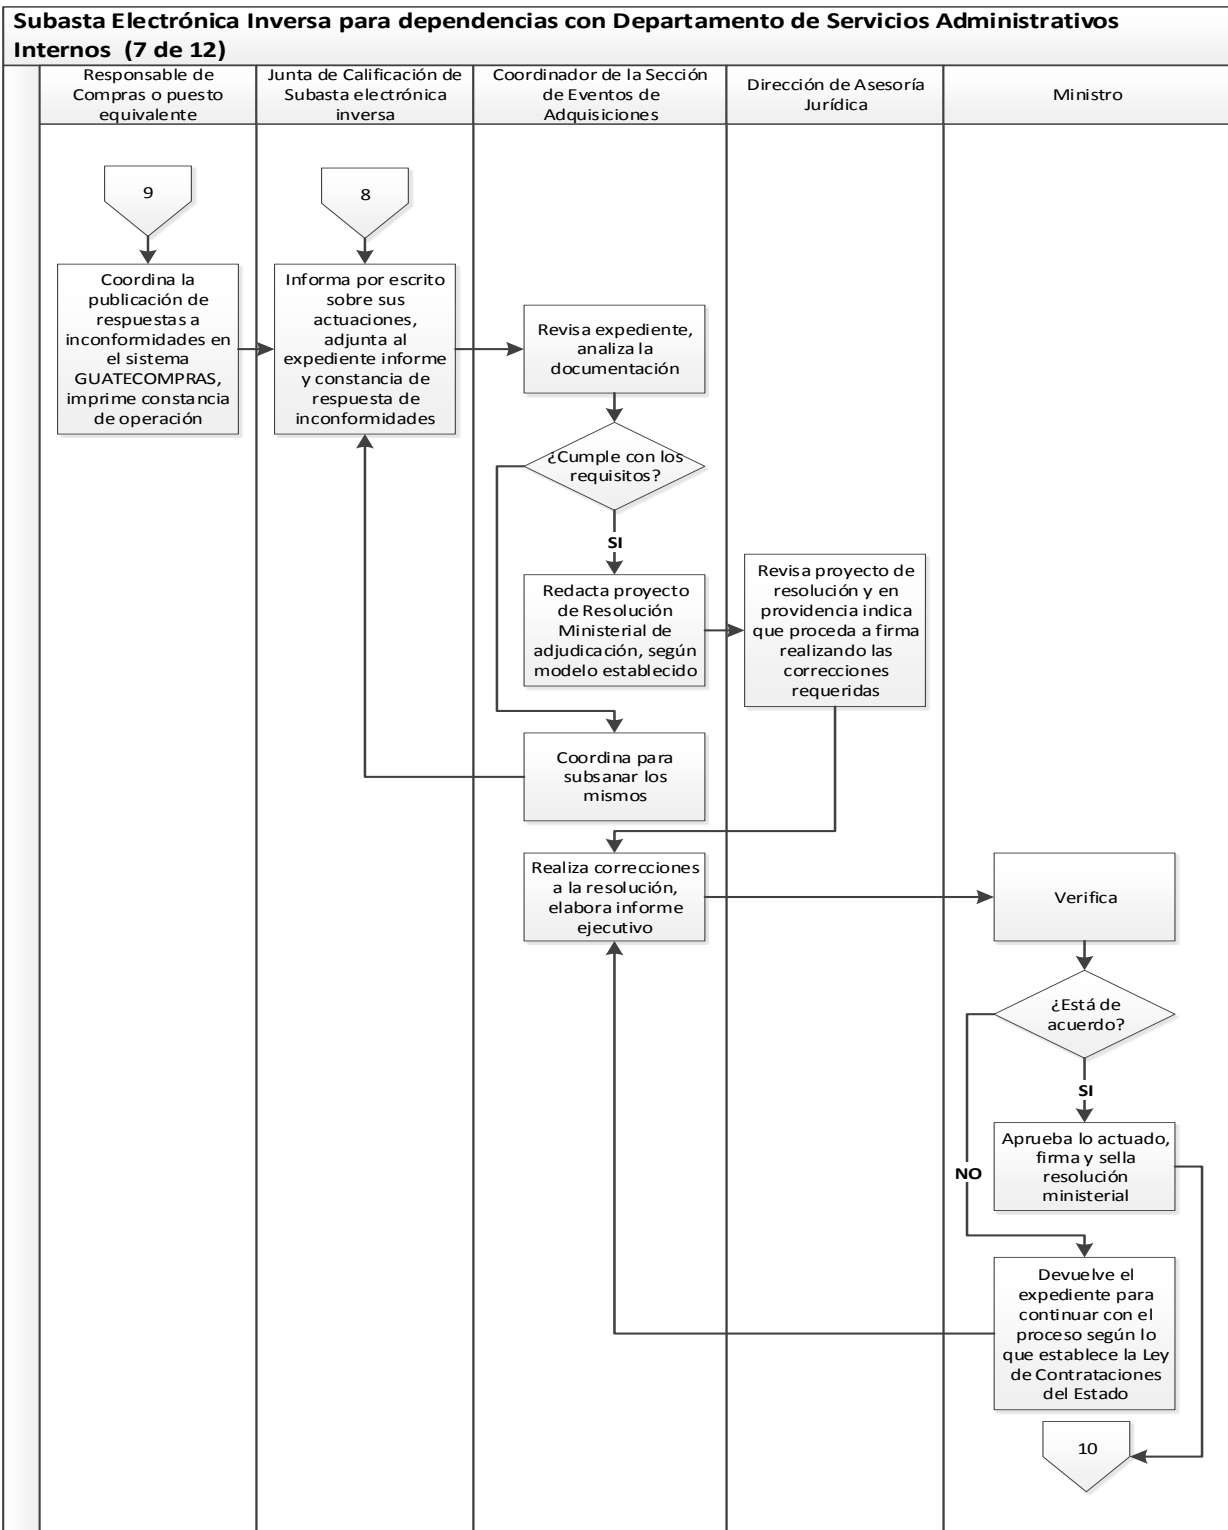 Subasta Electrónica Inversa para dependencias con Departamento de Servicios Administrativos
Internos  (7 de 12)
Responsable de
Compras o puesto
equivalente
Junta de Calificación de
Subasta electrónica
inversa
Coordinador de la Sección
de Eventos de
Adquisiciones
Dirección de Asesoría
Jurídica
Ministro
9
8
Coordina la
publicación de
respuestas a
inconformidades en
el sistema
GUATECOMPRAS,
imprime constancia
de operación
Informa por escrito
sobre sus
actuaciones,
adjunta al
expediente informe
y constancia de
respuesta de
inconformidades
Revisa expediente,
analiza la
documentación
¿Cumple con los
requisitos?
SI
Redacta proyecto
de Resolución
Ministerial de
adjudicación, según
modelo establecido
Revisa proyecto de
resolución y en
providencia indica
que proceda a firma
realizando las
correcciones
requeridas
Coordina para
subsanar los
mismos
Realiza correcciones
a la resolución,
elabora informe
ejecutivo
Verifica
¿Está de
acuerdo?
SI
Aprueba lo actuado,
firma y sella
resolución
ministerial
NO
Devuelve el
expediente para
continuar con el
proceso según lo
que establece la Ley
de Contrataciones
del Estado
10